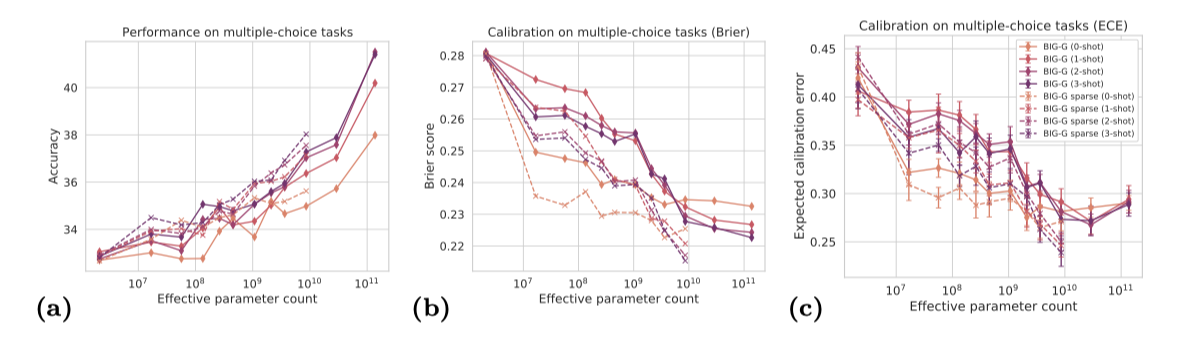 Performance on multiple-choice tasks
Accuracy
40
38
36
34
10⁷
10⁸
10⁹
10¹⁰
10¹¹
Effective parameter count
(a)
Calibration on multiple-choice tasks (Brier)
Brier score
0.28
0.27
0.26
0.25
0.24
0.23
0.22
10⁷
10⁸
10⁹
10¹⁰
10¹¹
Effective parameter count
(b)
Calibration on multiple-choice tasks (ECE)
Expected calibration error
0.45
0.40
0.35
0.30
0.25
BIG-G (0-shot)
BIG-G (1-shot)
BIG-G (2-shot)
BIG-G (3-shot)
BIG-G sparse (0-shot)
BIG-G sparse (1-shot)
BIG-G sparse (2-shot)
BIG-G sparse (3-shot)
10⁷
10⁸
10⁹
10¹⁰
10¹¹
Effective parameter count
(c)